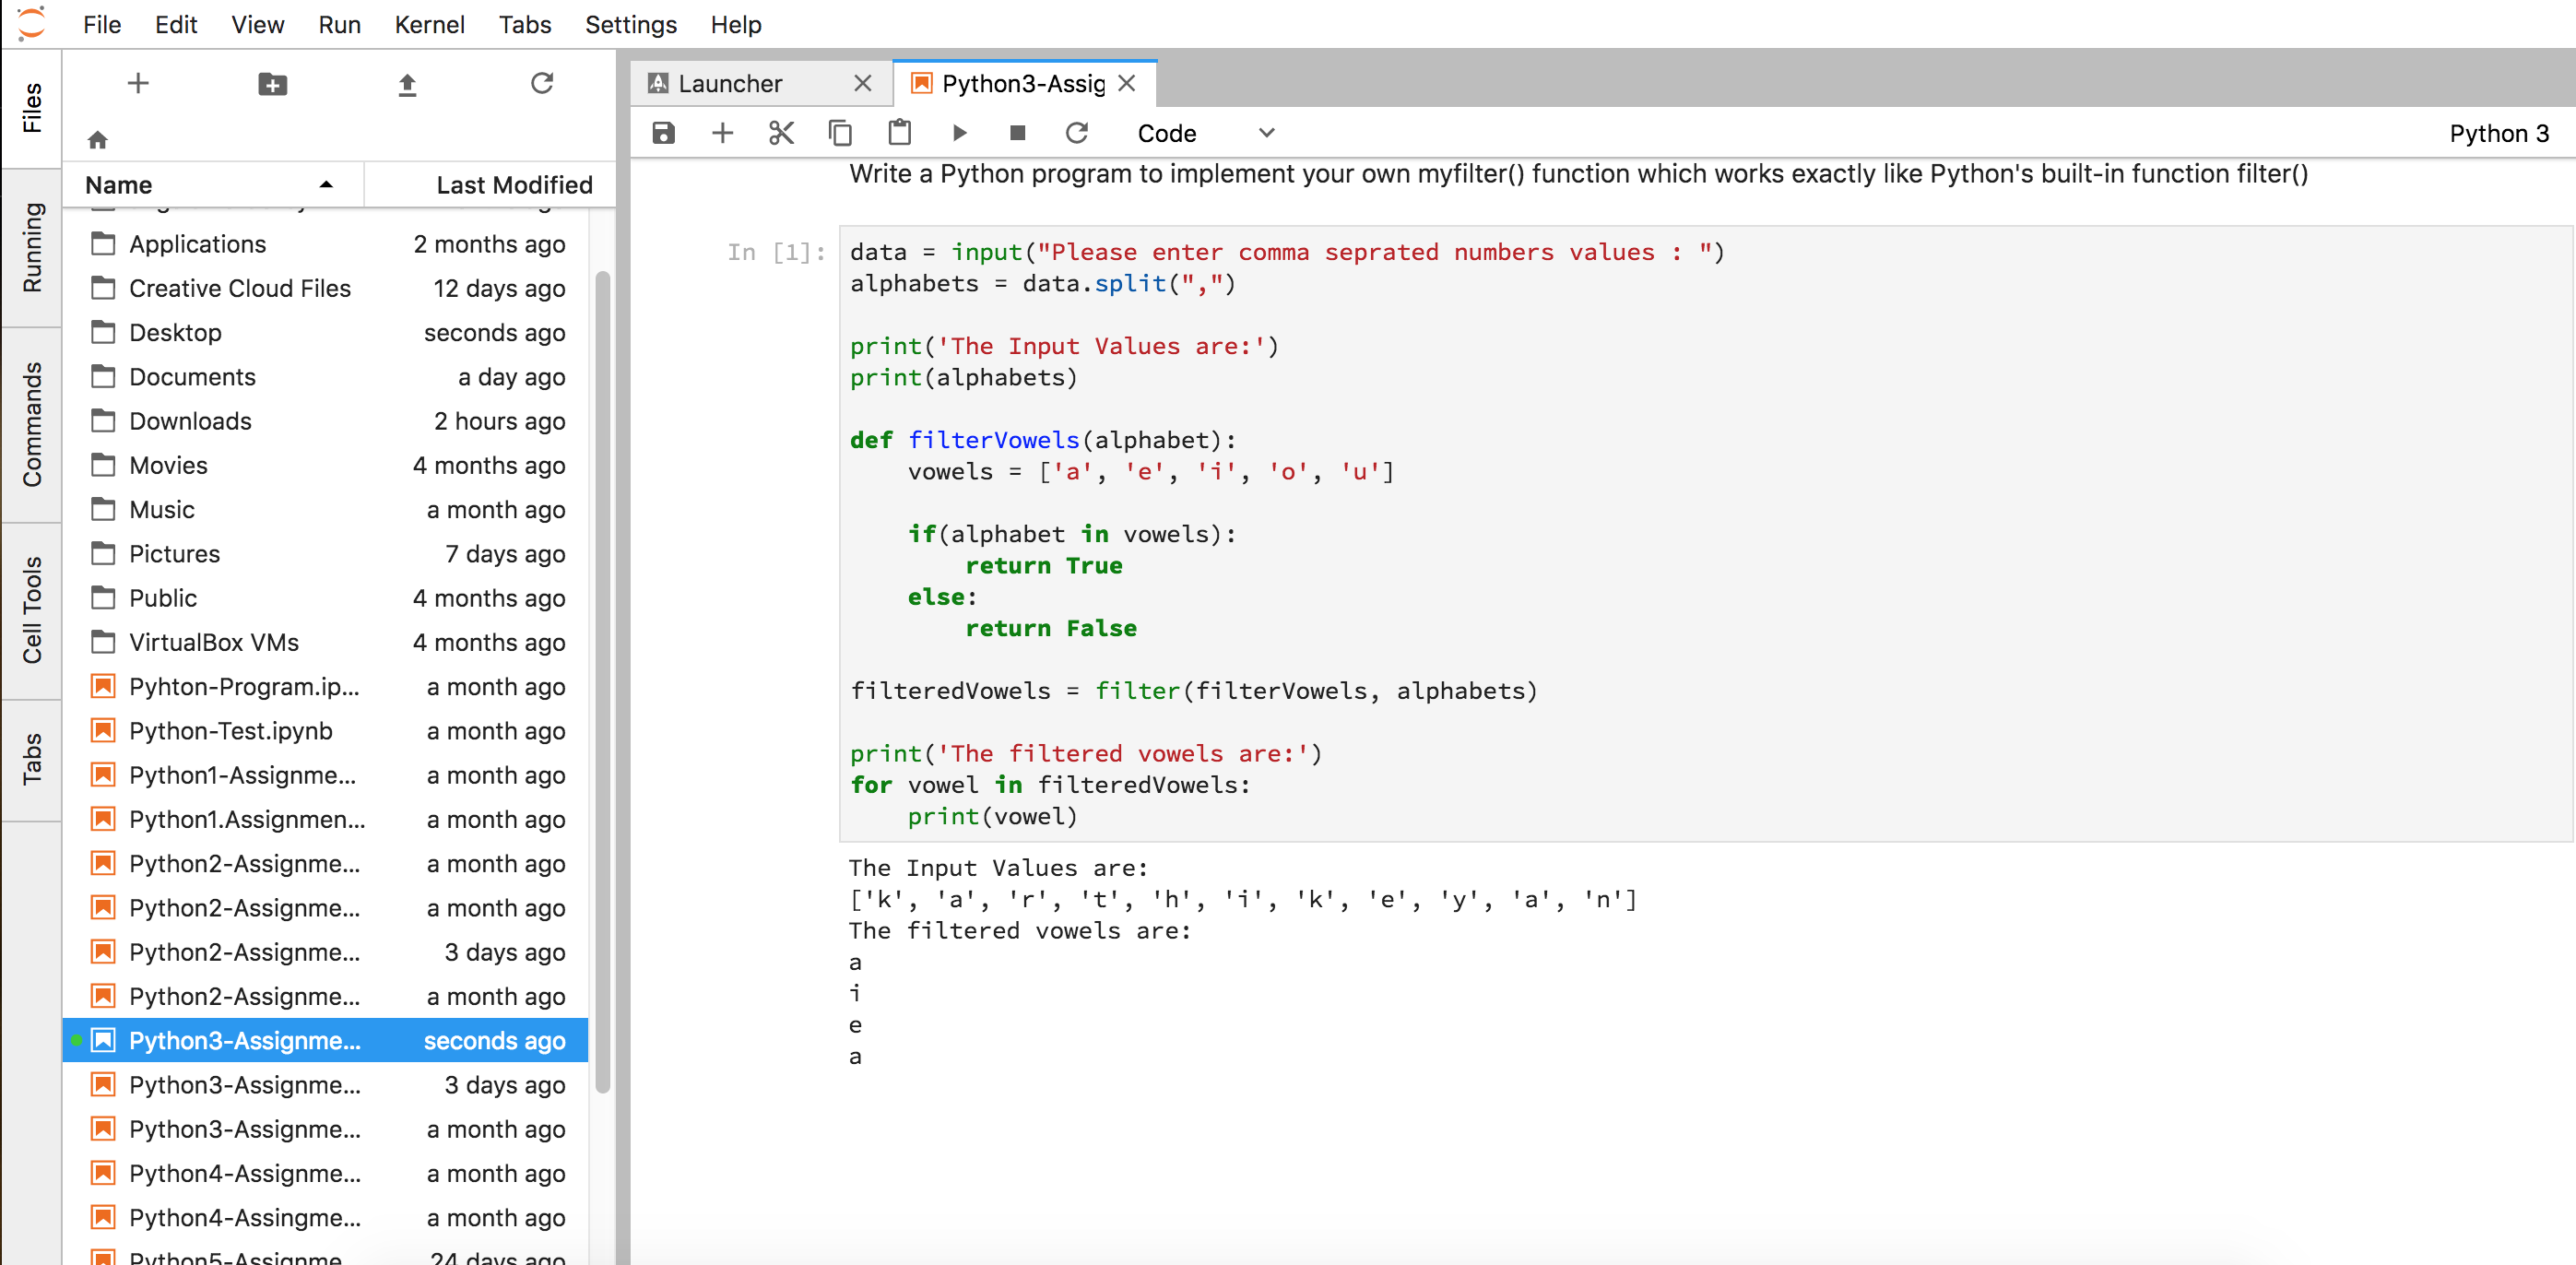 File Edit View Run Kernel Tabs Settings Help
Files
Running
Commands
Cell Tools
Tabs
Name Last Modified
Applications 2 months ago
Creative Cloud Files 12 days ago
Desktop seconds ago
Documents a day ago
Downloads 2 hours ago
Movies 4 months ago
Music a month ago
Pictures 7 days ago
Public 4 months ago
VirtualBox VMs 4 months ago
Pyhton-Program.ip... a month ago
Python-Test.ipynb a month ago
Python1-Assignme... a month ago
Python1.Assignmen... a month ago
Python2-Assignme... a month ago
Python2-Assignme... a month ago
Python2-Assignme... 3 days ago
Python2-Assignme... a month ago
Python3-Assignme... seconds ago
Python3-Assignme... 3 days ago
Python3-Assignme... a month ago
Python4-Assignme... a month ago
Python4-Assingme... a month ago
Python5-Assignme 24 days ago
Launcher Python3-Assig
Code Python 3
Write a Python program to implement your own myfilter() function which works exactly like Python's built-in function filter()
In [1]:
data = input("Please enter comma seprated numbers values : ")
alphabets = data.split(",")
print('The Input Values are:')
print(alphabets)
def filterVowels(alphabet):
vowels = ['a', 'e', 'i', 'o', 'u']
if(alphabet in vowels):
return True
else:
return False
filteredVowels = filter(filterVowels, alphabets)
print('The filtered vowels are:')
for vowel in filteredVowels:
print(vowel)
The Input Values are:
['k', 'a', 'r', 't', 'h', 'i', 'k', 'e', 'y', 'a', 'n']
The filtered vowels are:
a
i
e
a